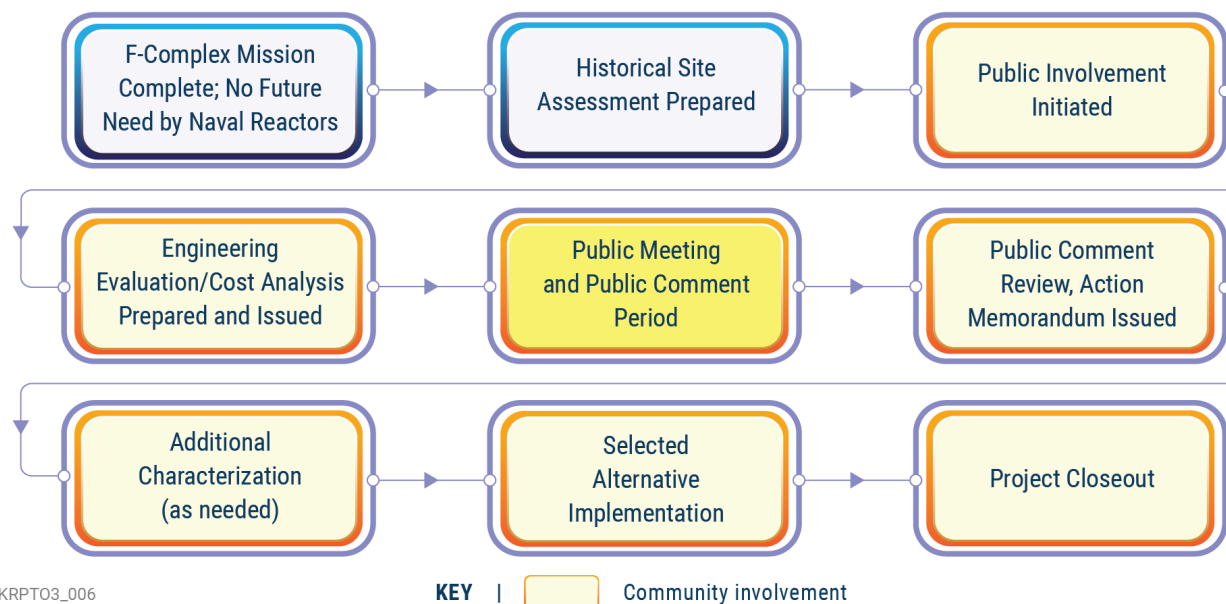 F-Complex Mission
Complete; No Future
Need by Naval Reactors
Historical Site
Assessment Prepared
Public Involvement
Initiated
Engineering
Evaluation/Cost Analysis
Prepared and Issued
Public Meeting
and Public Comment
Period
Public Comment
Review, Action
Memorandum Issued
Additional
Characterization
(as needed)
Selected
Alternative
Implementation
Project Closeout
KRPTO3_006
KEY | Community involvement